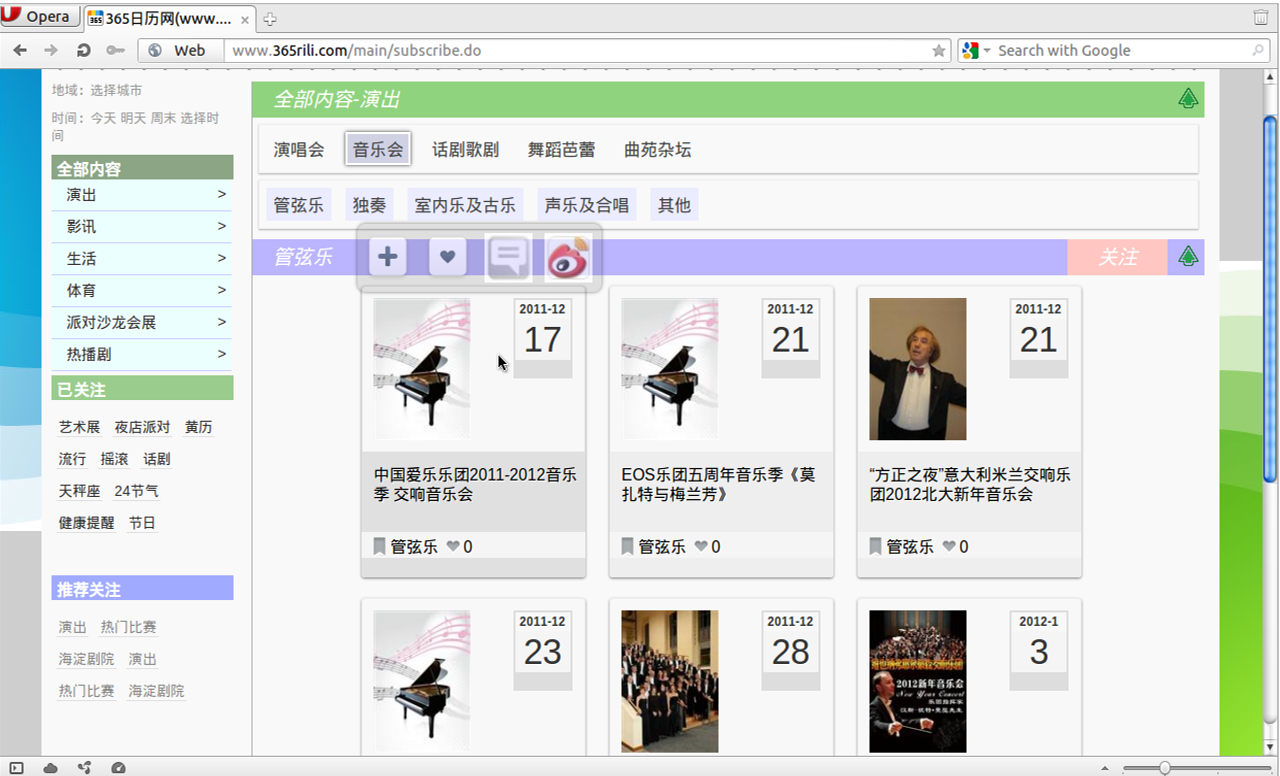 Opera
365日历网(www....
Web
www.365rili.com/main/subscribe.do
Search with Google
地域：选择城市
时间：今天 明天 周末 选择时
间
全部内容
演出 >
影讯 >
生活 >
体育 >
派对沙龙会展 >
热播剧 >
已关注
艺术展 夜店派对 黄历
流行 摇滚 话剧
天秤座 24节气
健康提醒 节日
推荐关注
演出 热门比赛
海淀剧院 演出
热门比赛 海淀剧院
全部内容-演出
演唱会 音乐会 话剧歌剧 舞蹈芭蕾 曲苑杂坛
管弦乐 独奏 室内乐及古乐 声乐及合唱 其他
管弦乐
关注
2011-12
17
中国爱乐乐团2011-2012音乐
季 交响音乐会
管弦乐 0
2011-12
21
EOS乐团五周年音乐季《莫
扎特与梅兰芳》
管弦乐 0
2011-12
21
“方正之夜”意大利米兰交响乐
团2012北大新年音乐会
管弦乐 0
2011-12
23
2011-12
28
2012-1
3
2012新年音乐会
New Year Concert